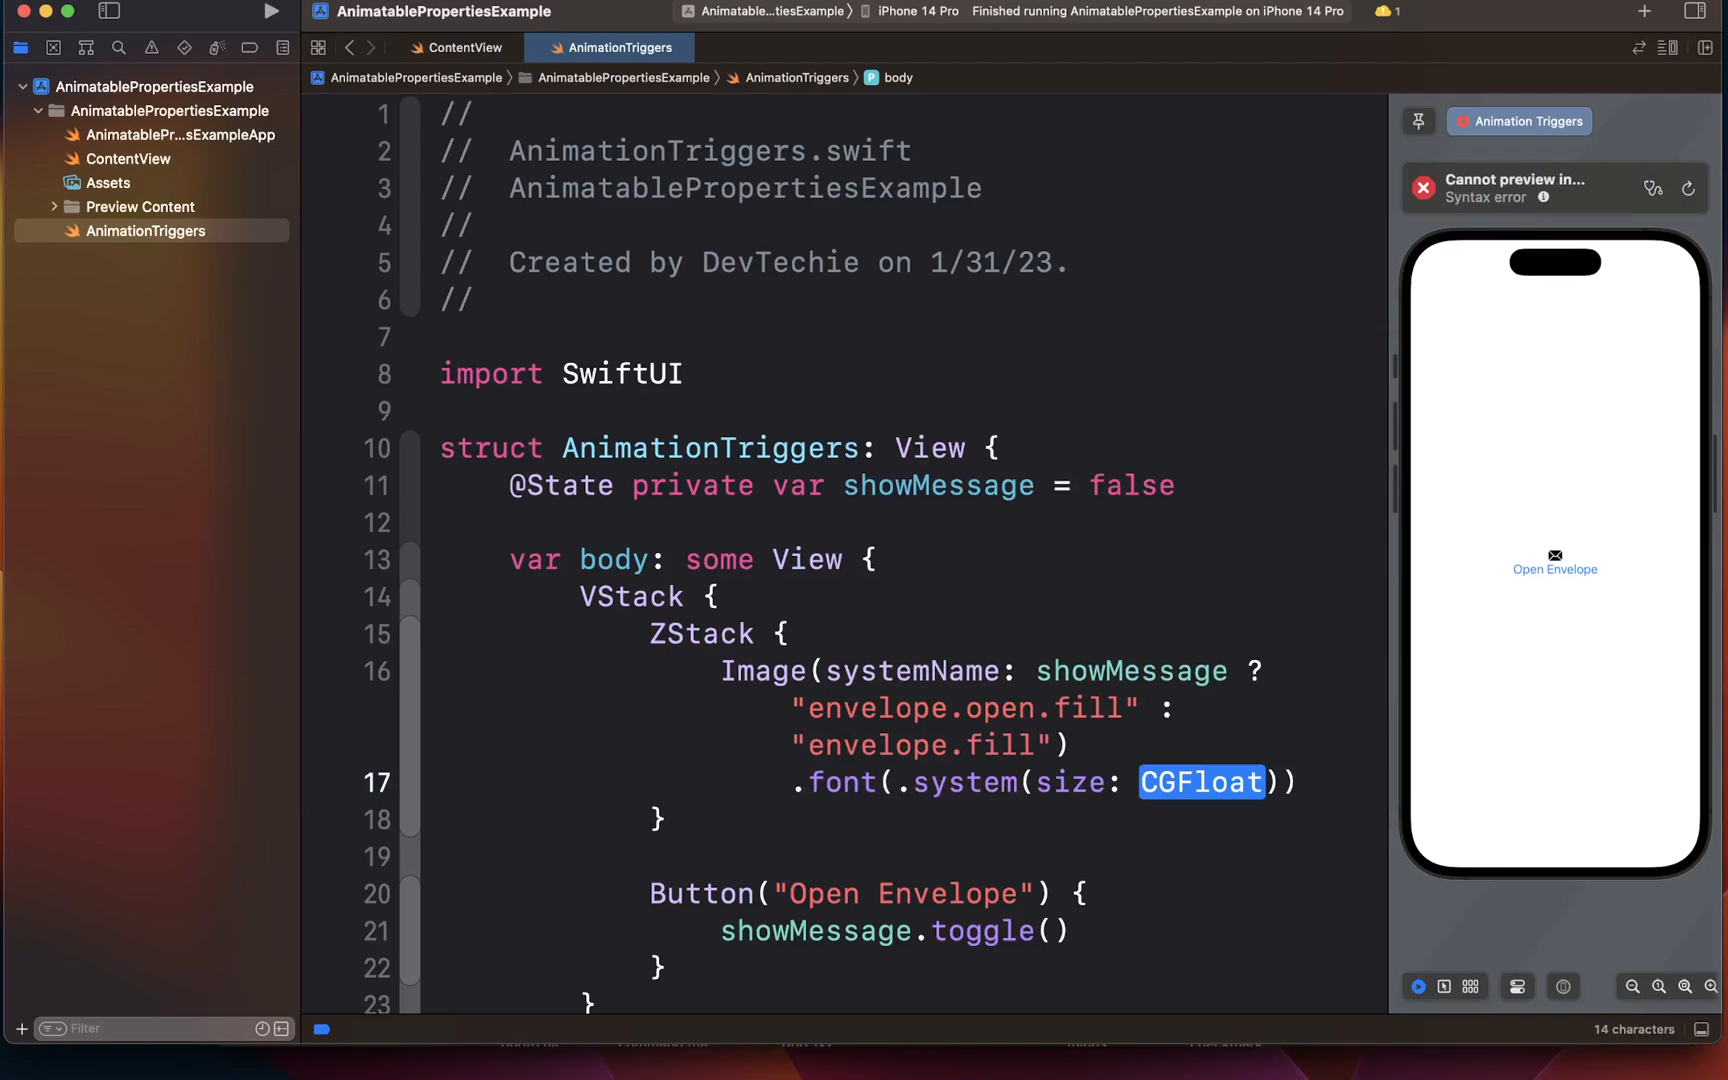 AnimatablePropertiesExample
Animatable...tiesExample
iPhone 14 Pro
Finished running AnimatablePropertiesExample on iPhone 14 Pro
1
ContentView
AnimationTriggers
AnimatablePropertiesExample
AnimatablePropertiesExample
AnimationTriggers
P
body
AnimatablePropertiesExample
AnimatablePropertiesExample
AnimatablePr...sExampleApp
ContentView
Assets
Preview Content
AnimationTriggers
1 //
2 //  AnimationTriggers.swift
3 //  AnimatablePropertiesExample
4 //
5 //  Created by DevTechie on 1/31/23.
6 //
7
8 import SwiftUI
9
10 struct AnimationTriggers: View {
11 @State private var showMessage = false
12
13 var body: some View {
14 VStack {
15 ZStack {
16 Image(systemName: showMessage ?
"envelope.open.fill" :
"envelope.fill")
17 .font(.system(size: CGFloat))
18 }
19
20 Button("Open Envelope") {
21 showMessage.toggle()
22 }
23 }
Animation Triggers
Cannot preview in...
Syntax error
Open Envelope
Filter
14 characters